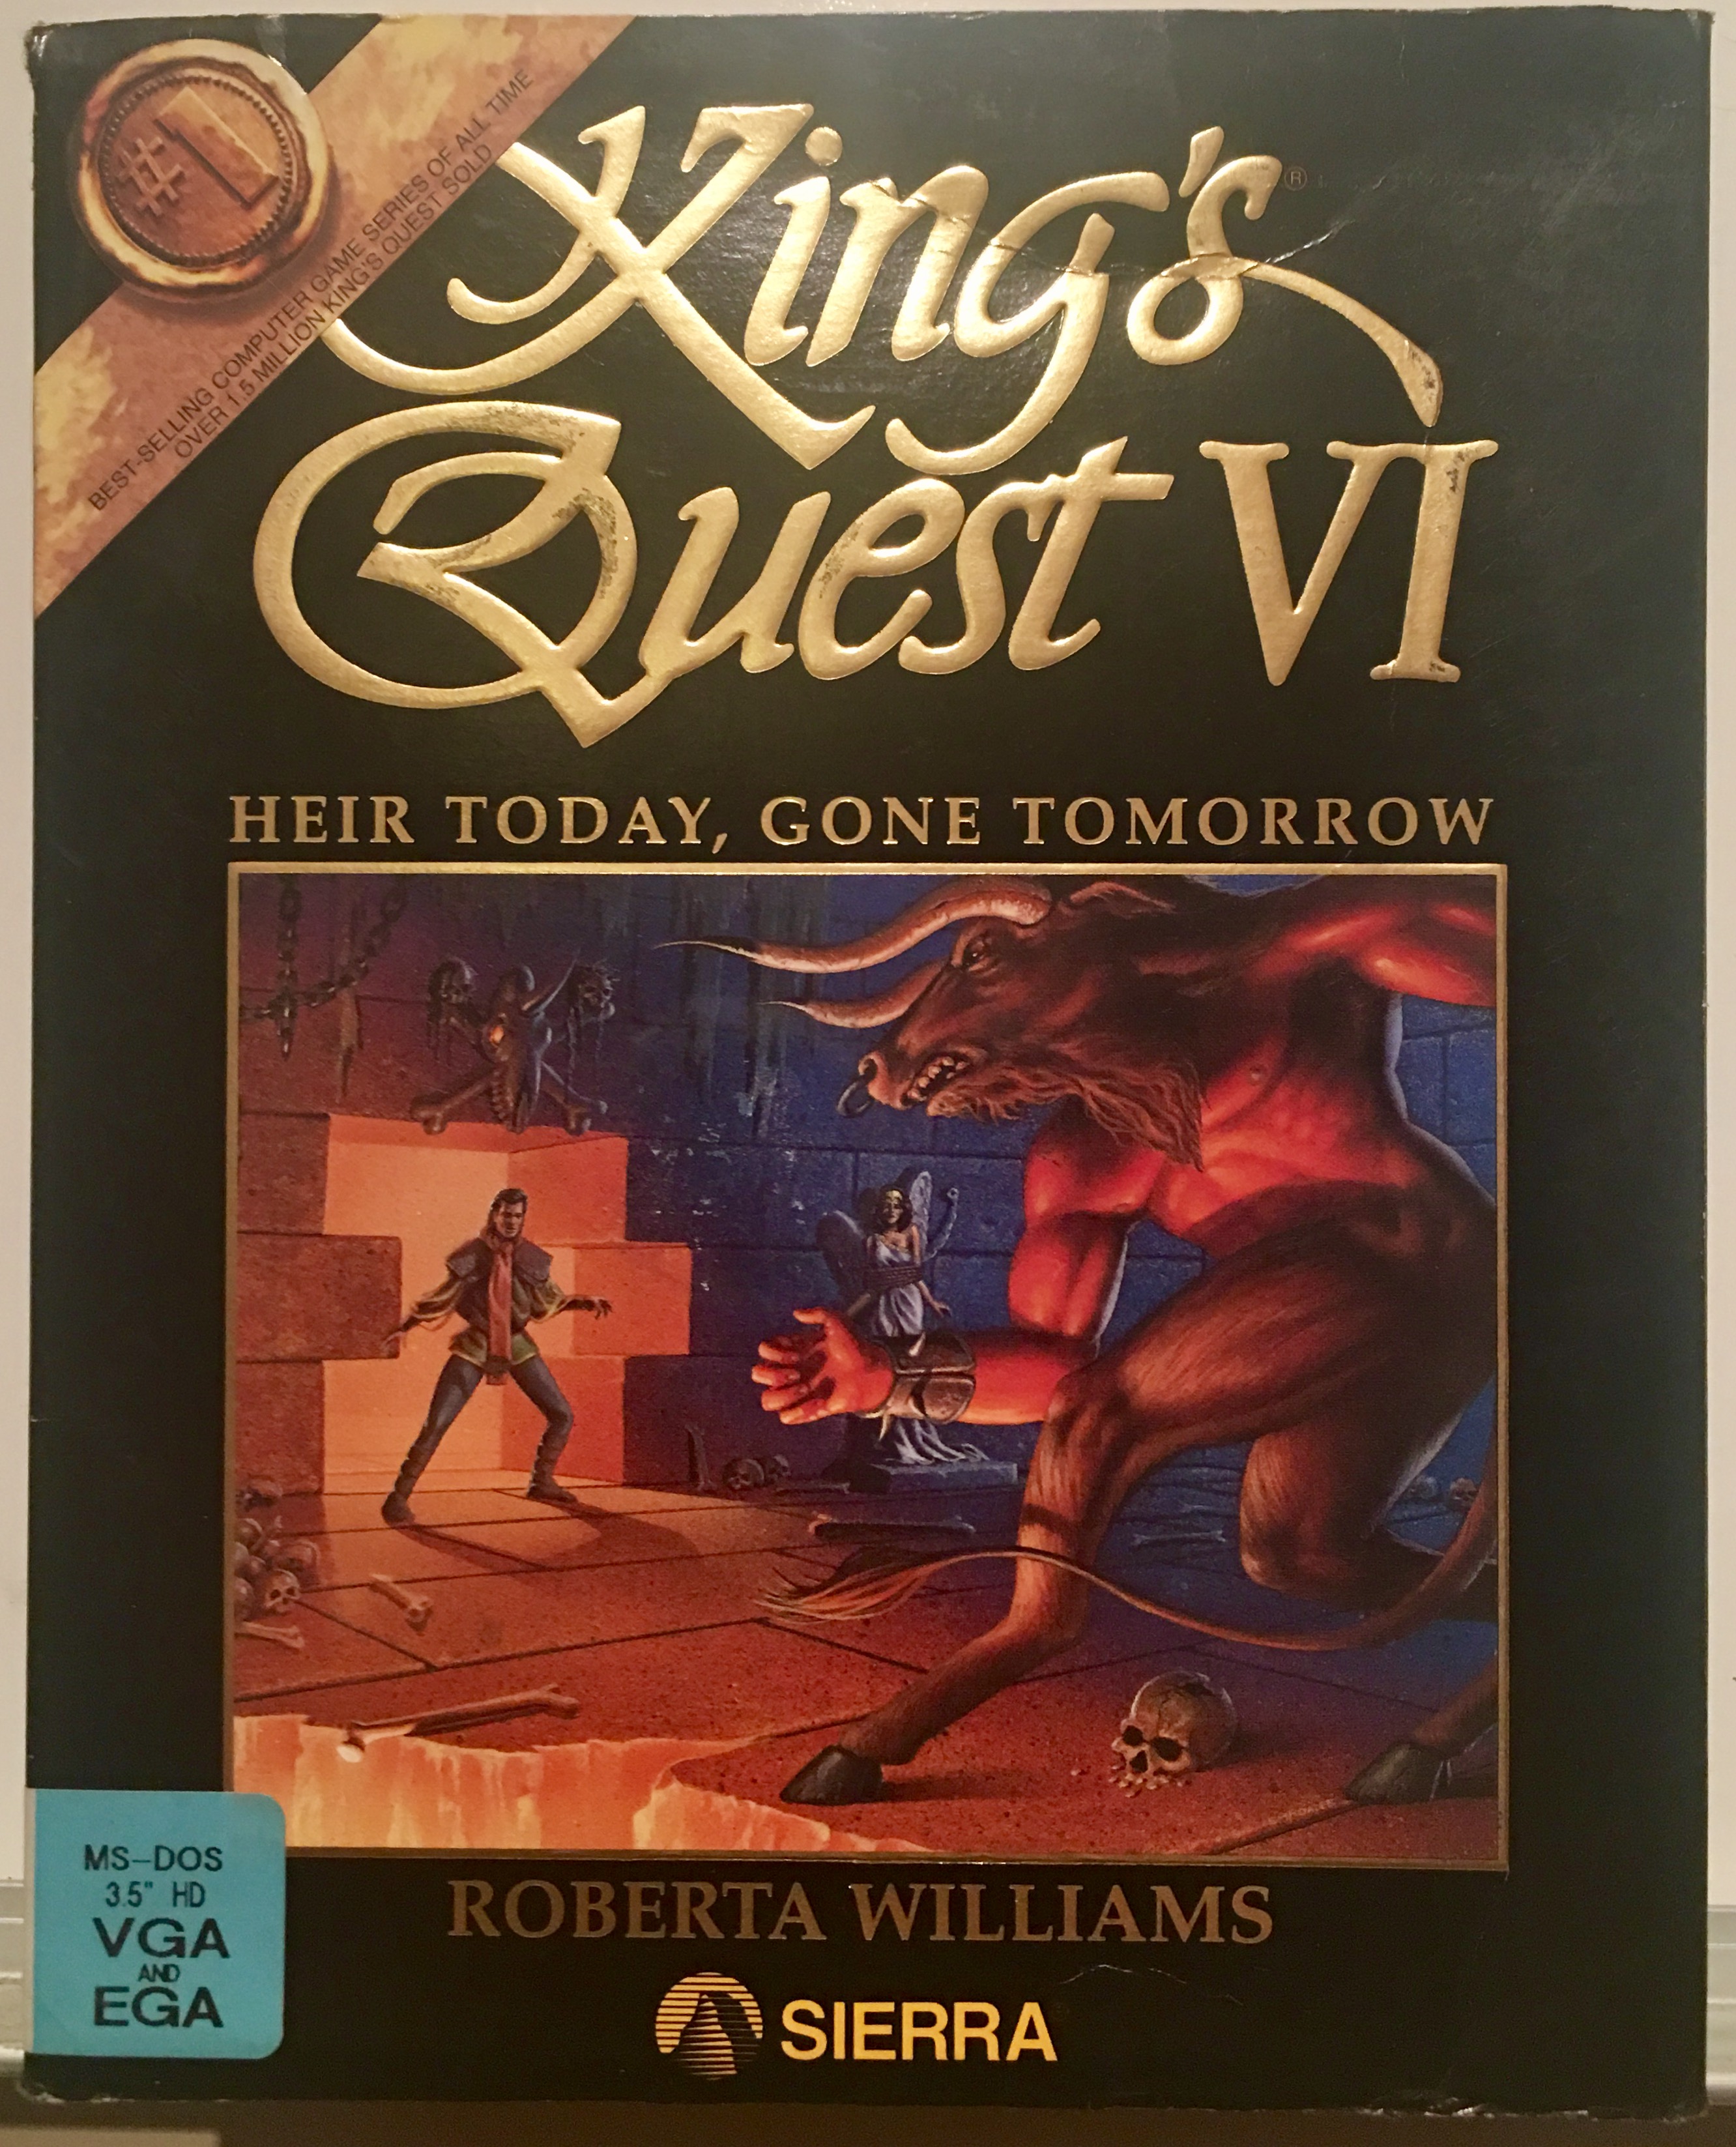 #1
BEST-SELLING COMPUTER GAME SERIES OF ALL TIME
OVER 1.5 MILLION KING'S QUEST SOLD
King's®
Quest VI
HEIR TODAY, GONE TOMORROW
MS-DOS
3.5" HD
VGA
AND
EGA
ROBERTA WILLIAMS
SIERRA